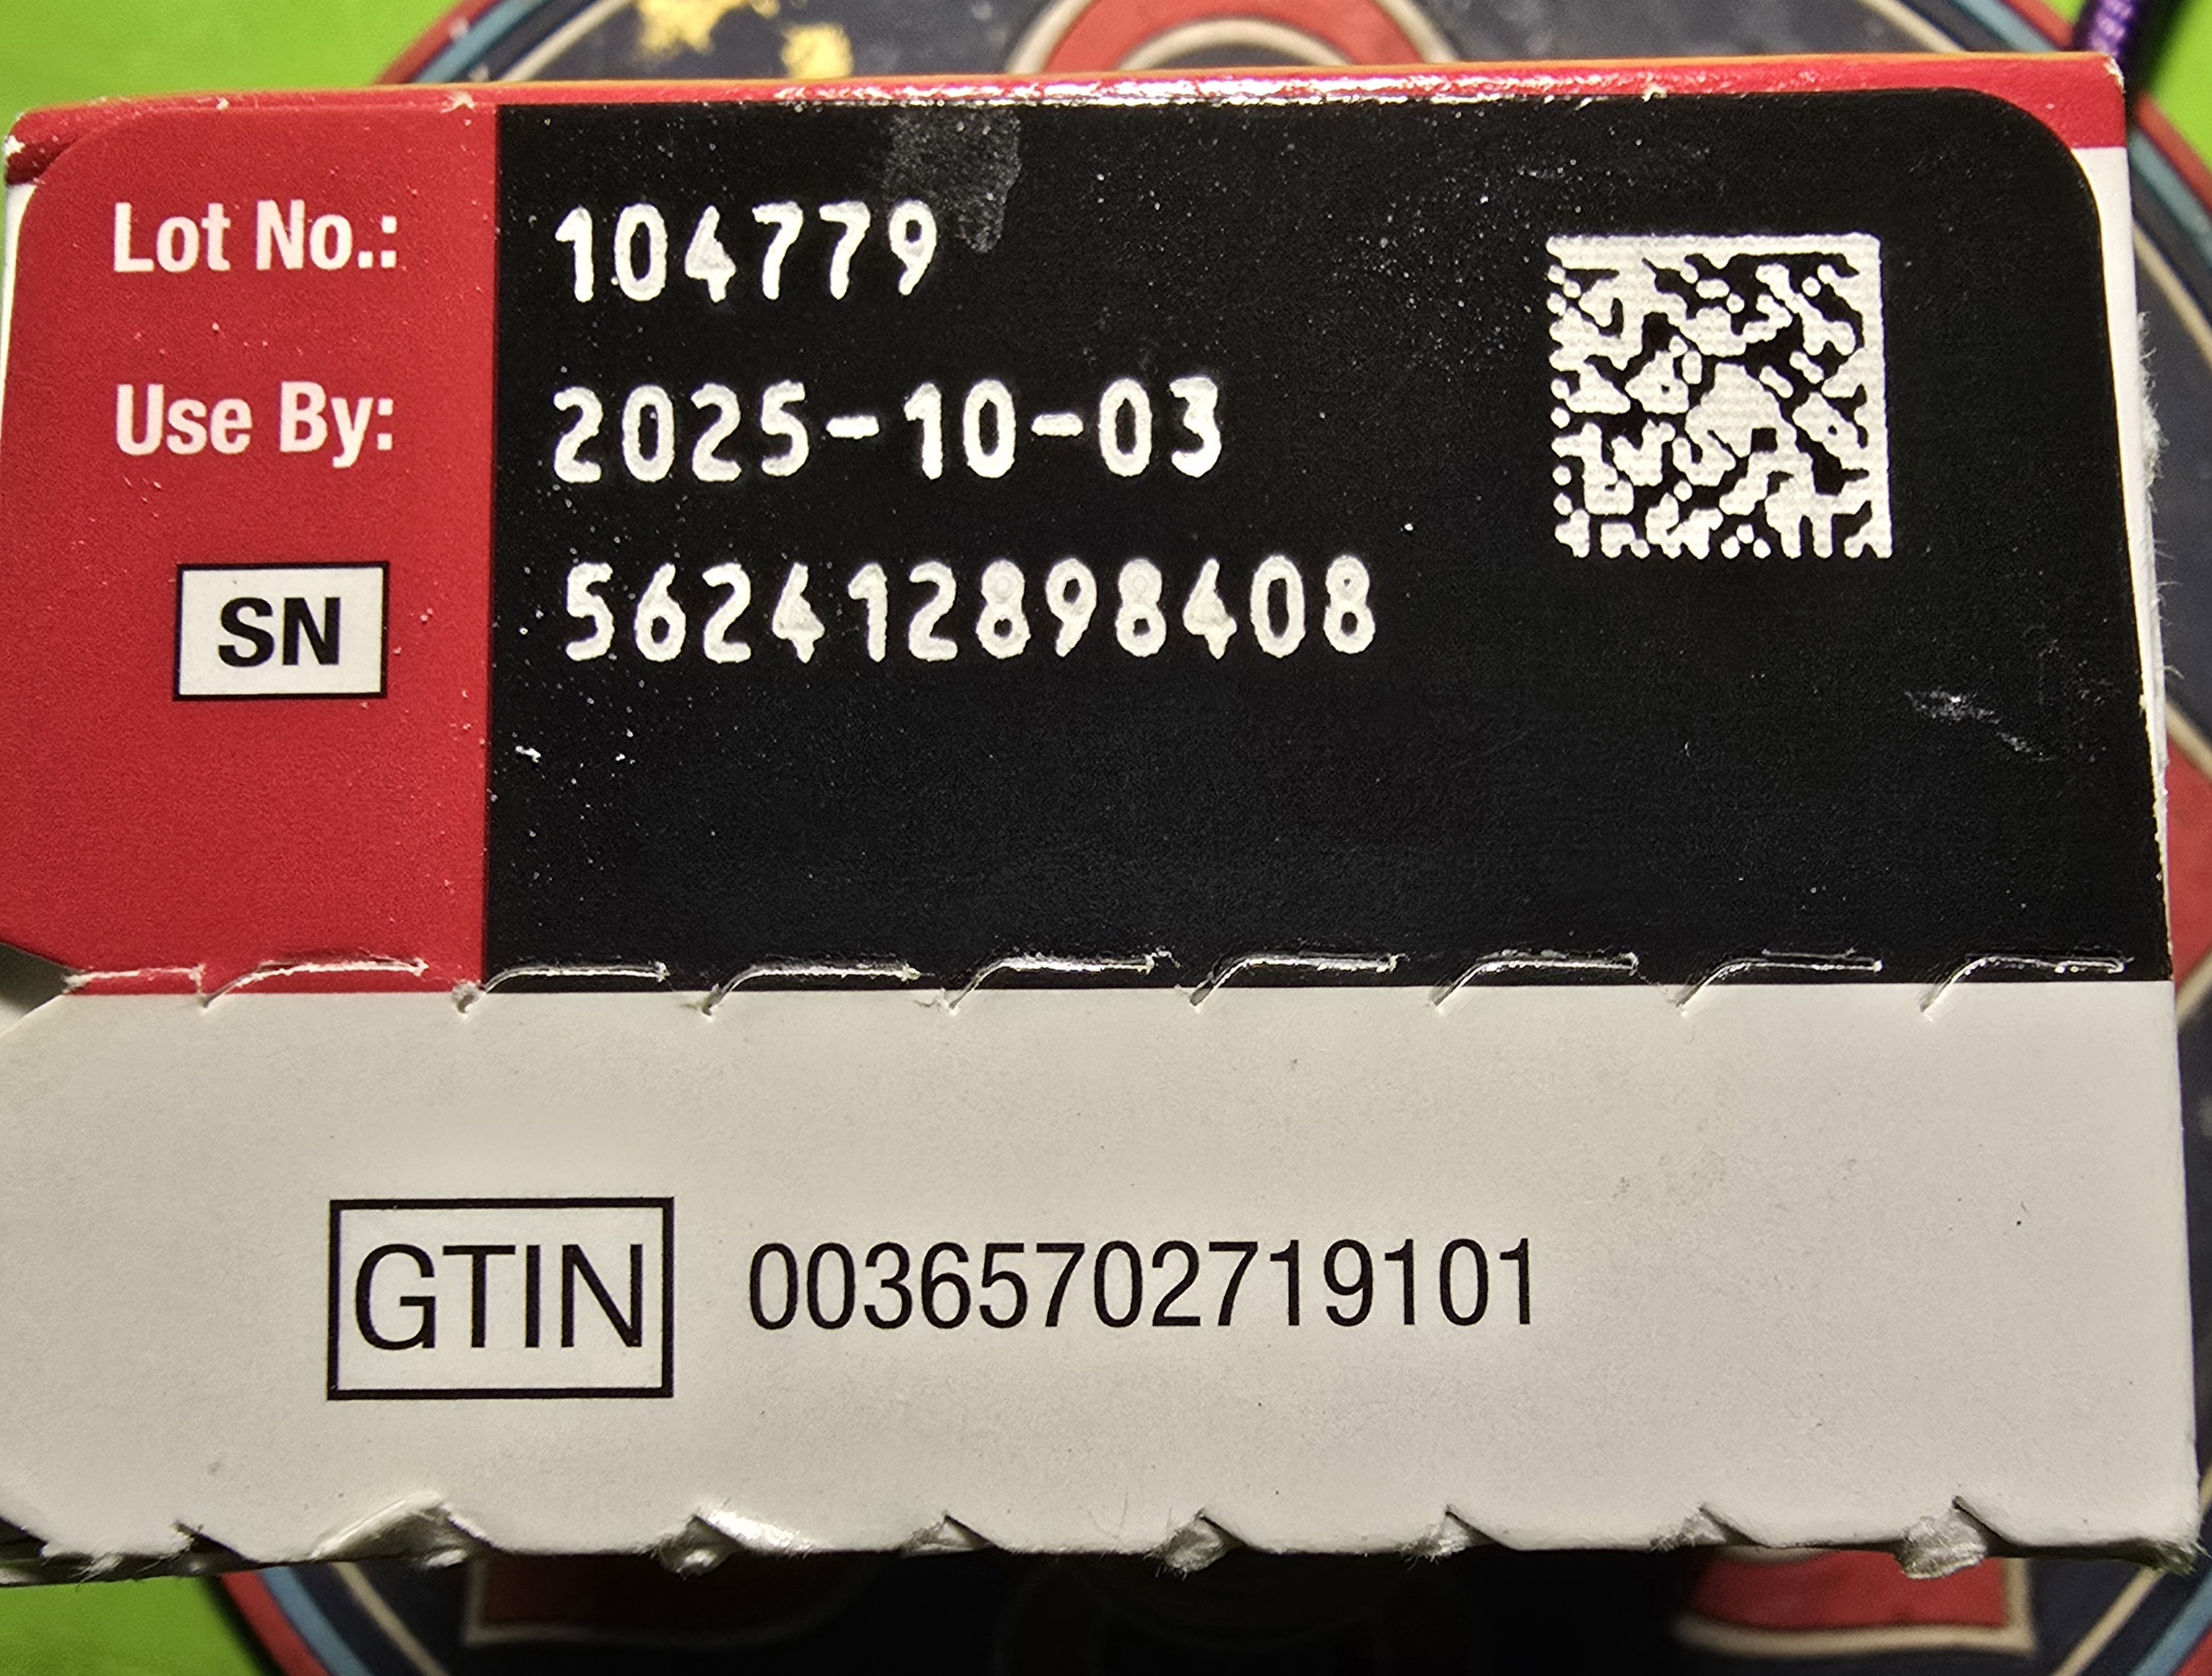 Lot No.: 104779
Use By: 2025-10-03
SN 562412898408
GTIN 00365702719101